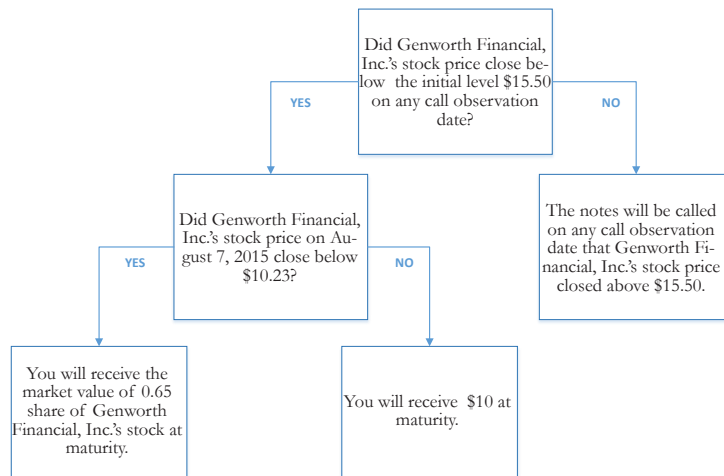 Did Genworth Financial,
Inc.'s stock price close be-
low the initial level $15.50
on any call observation
date?
YES
NO
Did Genworth Financial,
Inc.'s stock price on Au-
gust 7, 2015 close below
$10.23?
The notes will be called
on any call observation
date that Genworth Fi-
nancial, Inc.'s stock price
closed above $15.50.
YES
NO
You will receive the
market value of 0.65
share of Genworth
Financial, Inc.'s stock at
maturity.
You will receive $10 at
maturity.